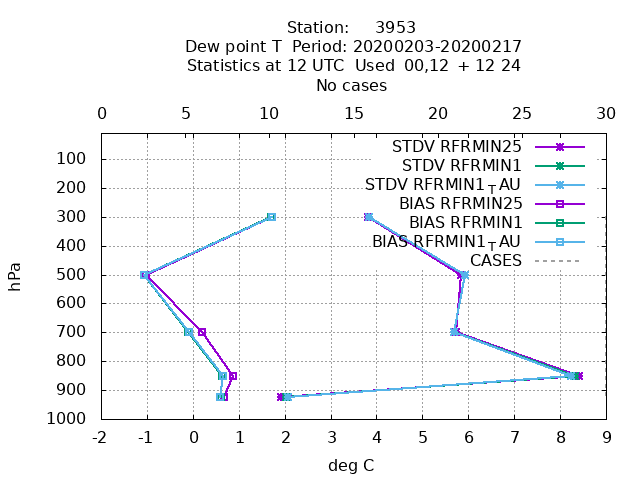 Station: 3953
Dew point T Period: 20200203-20200217
Statistics at 12 UTC Used 00,12 + 12 24
No cases
0 5 10 15 20 25 30
STDV RFRMIN25
STDV RFRMIN1
STDV RFRMIN1_TAU
BIAS RFRMIN25
BIAS RFRMIN1
BIAS RFRMIN1_TAU
CASES
100
200
300
400
500
600
700
800
900
1000
hPa
-2 -1 0 1 2 3 4 5 6 7 8 9
deg C